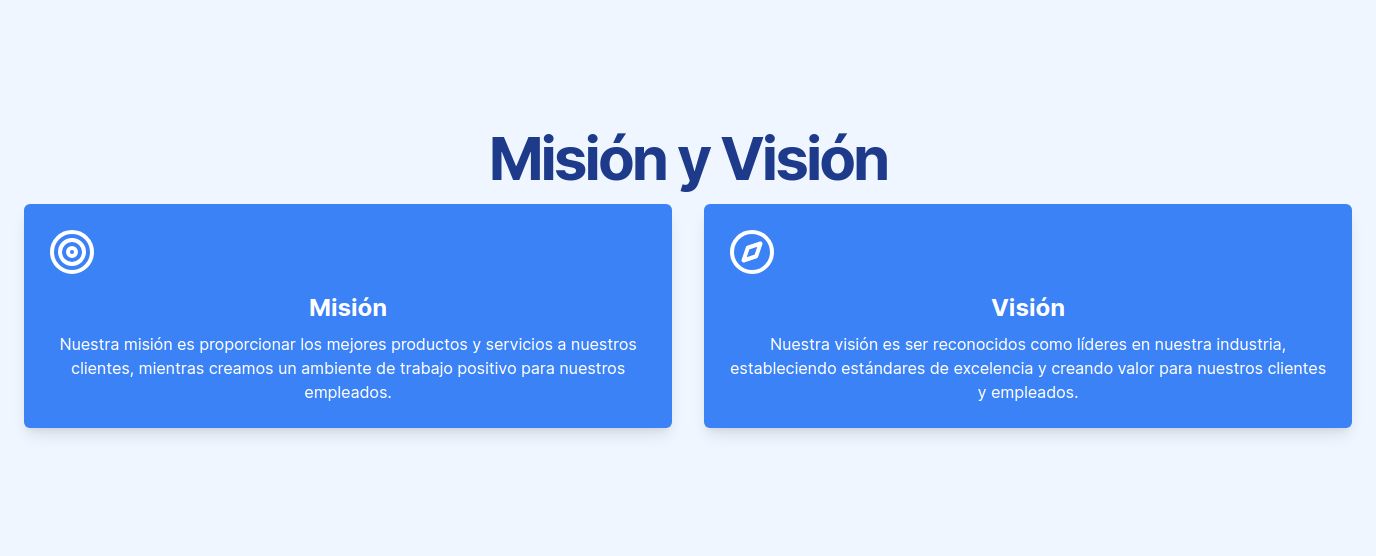 Misión y Visión
Misión
Nuestra misión es proporcionar los mejores productos y servicios a nuestros
clientes, mientras creamos un ambiente de trabajo positivo para nuestros
empleados.
Visión
Nuestra visión es ser reconocidos como líderes en nuestra industria,
estableciendo estándares de excelencia y creando valor para nuestros clientes
y empleados.